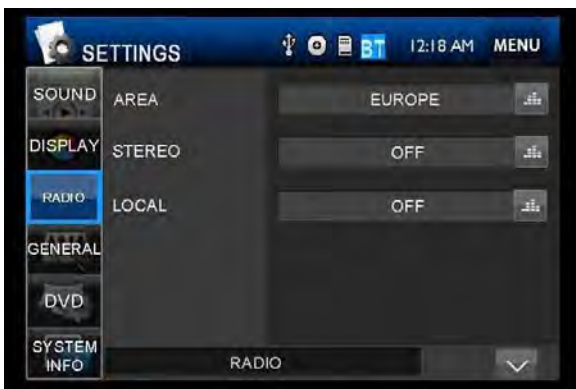 SETTINGS
BT 12:18 AM MENU
SOUND
AREA EUROPE
DISPLAY
STEREO OFF
RADIO
LOCAL OFF
GENERAL
DVD
SYSTEM
INFO
RADIO